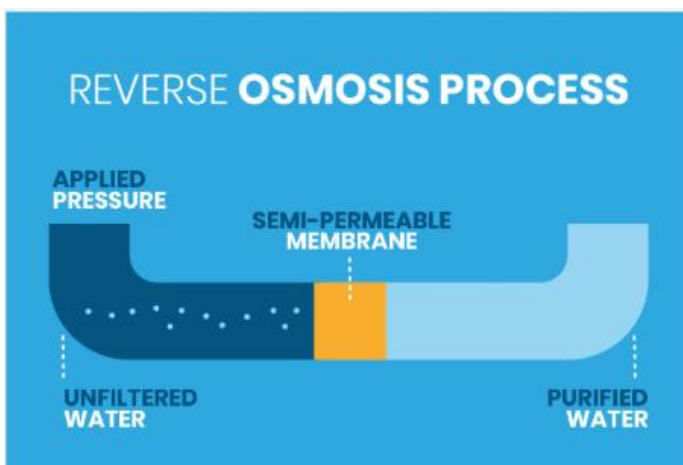 REVERSE OSMOSIS PROCESS
APPLIED
PRESSURE
SEMI-PERMEABLE
MEMBRANE
UNFILTERED
WATER
PURIFIED
WATER